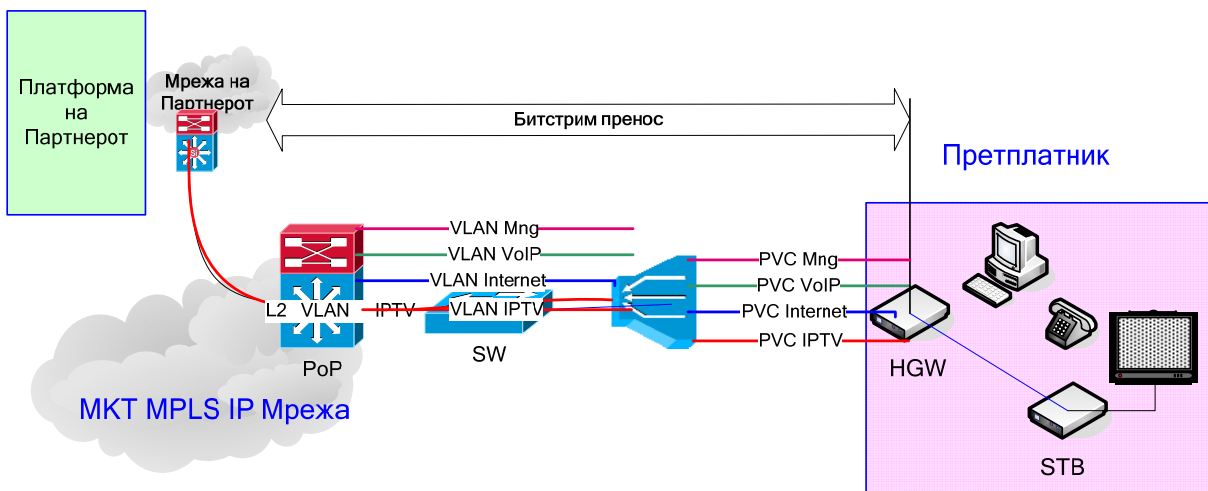 Платформа
на
Партнерот
Мрежа на
Партнерот
Битстрим пренос
Претплатник
VLAN Mng
VLAN VoIP
VLAN Internet
L2 VLAN IPTV
VLAN IPTV
SW
PoP
MKT MPLS IP Мрежа
PVC Mng
PVC VoIP
PVC Internet
PVC IPTV
HGW
STB